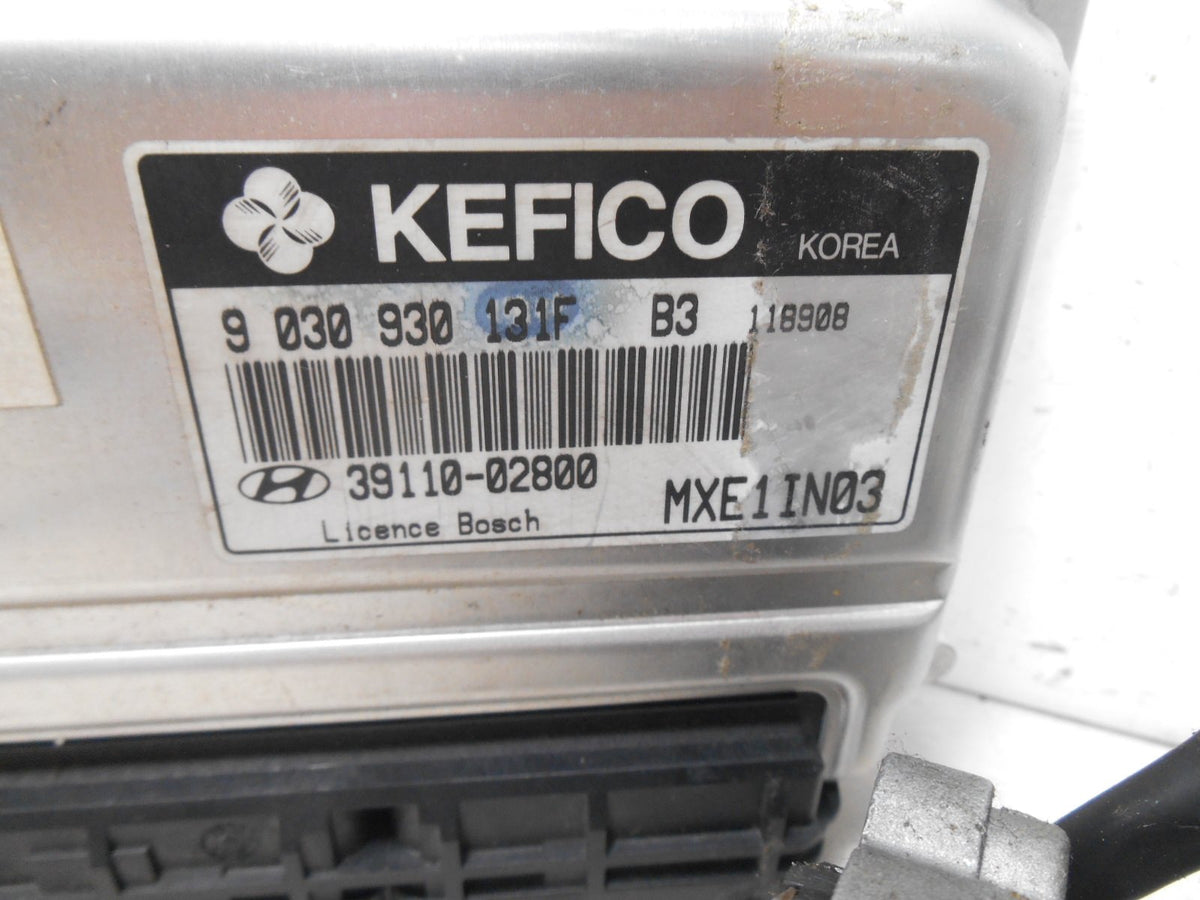 KEFICO KOREA
9 030 930 131F B3 118908
39110-02800 MXE1IN03
Licence Bosch